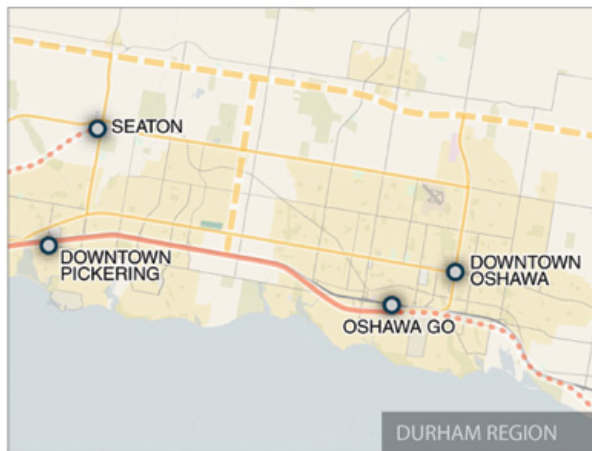 SEATON
DOWNTOWN
PICKERING
DOWNTOWN
OSHAWA
OSHAWA GO
DURHAM REGION